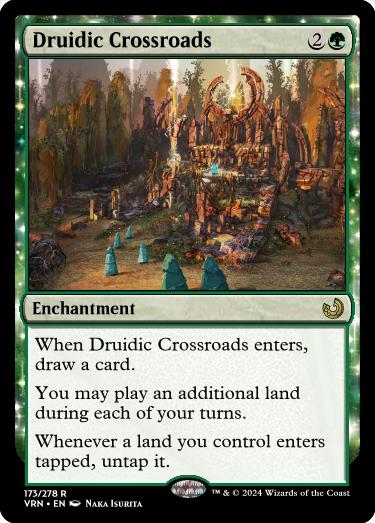 Druidic Crossroads 2
Enchantment
When Druidic Crossroads enters,
draw a card.
You may play an additional land
during each of your turns.
Whenever a land you control enters
tapped, untap it.
173/278 R
VRN • EN Naka Isurita
™ & © 2024 Wizards of the Coast